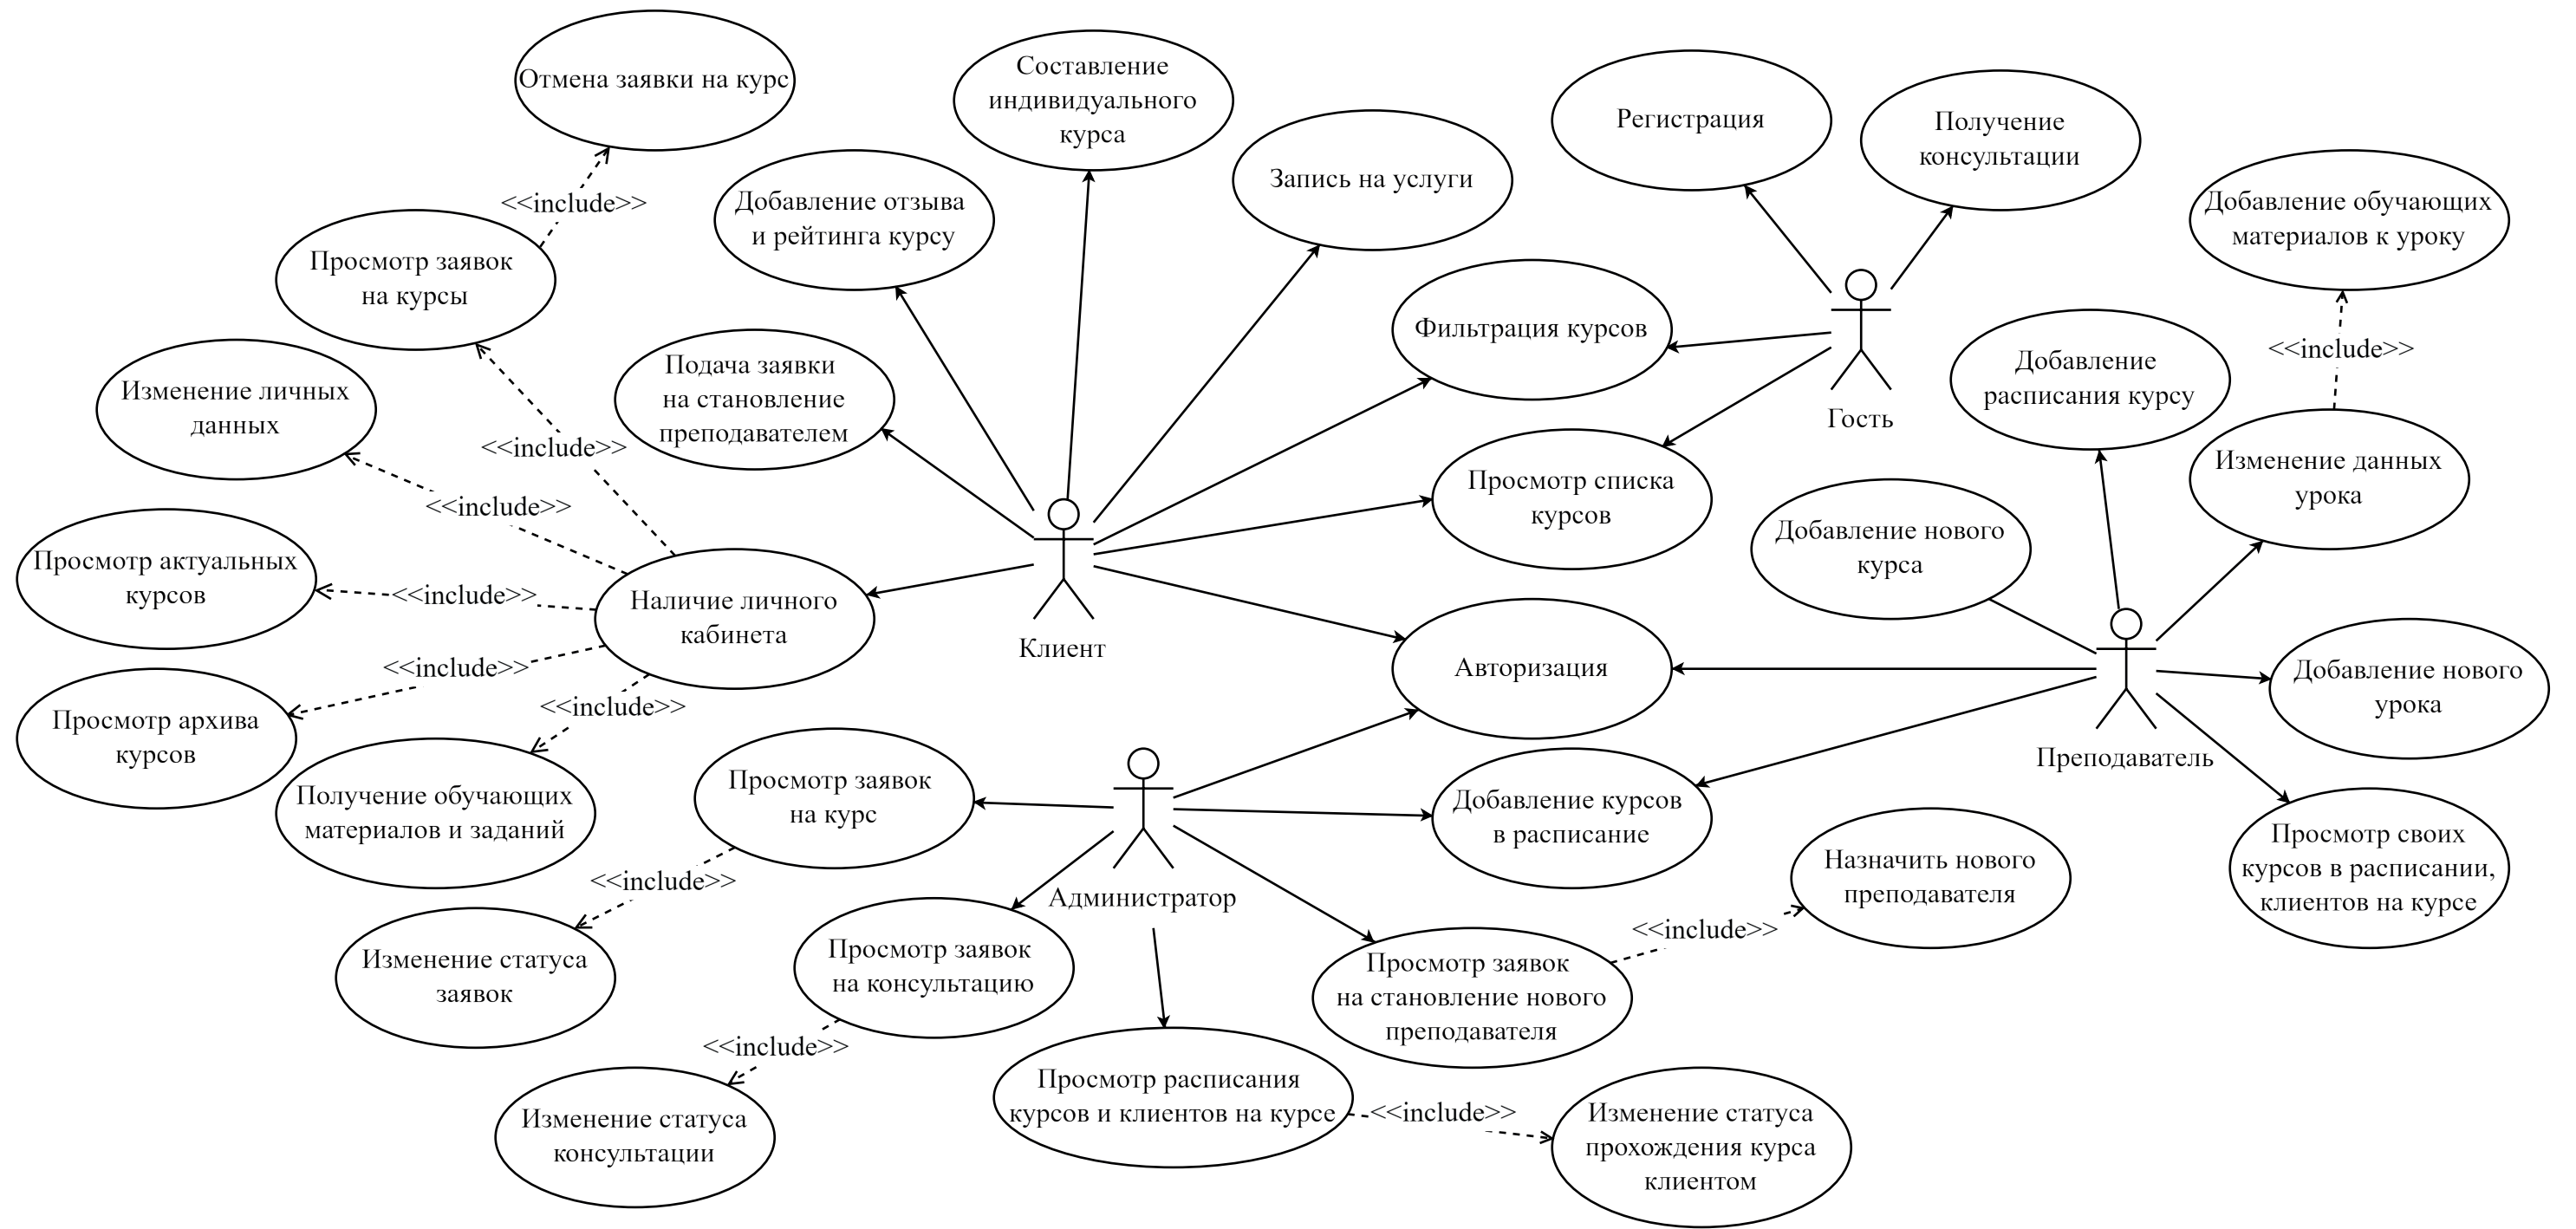 Отмена заявки на курс
<<include>>
Просмотр заявок
на курсы
Изменение личных
данных
<<include>>
<<include>>
Просмотр актуальных
курсов
<<include>>
Просмотр архива
курсов
<<include>>
Получение обучающих
материалов и заданий
<<include>>
Наличие личного
кабинета
Подача заявки
на становление
преподавателем
Добавление отзыва
и рейтинга курсу
Составление
индивидуального
курса
Запись на услуги
Клиент
Регистрация
Получение
консультации
Фильтрация курсов
Просмотр списка
курсов
Гость
Авторизация
Добавление обучающих
материалов к уроку
<<include>>
Добавление
расписания курсу
Изменение данных
урока
Добавление нового
курса
Добавление нового
урока
Преподаватель
Просмотр своих
курсов в расписании,
клиентов на курсе
Добавление курсов
в расписание
Просмотр заявок
на курс
<<include>>
Изменение статуса
заявок
Администратор
Просмотр заявок
на консультацию
<<include>>
Изменение статуса
консультации
Назначить нового
преподавателя
<<include>>
Просмотр заявок
на становление нового
преподавателя
Просмотр расписания
курсов и клиентов на курсе
<<include>>
Изменение статуса
прохождения курса
клиентом